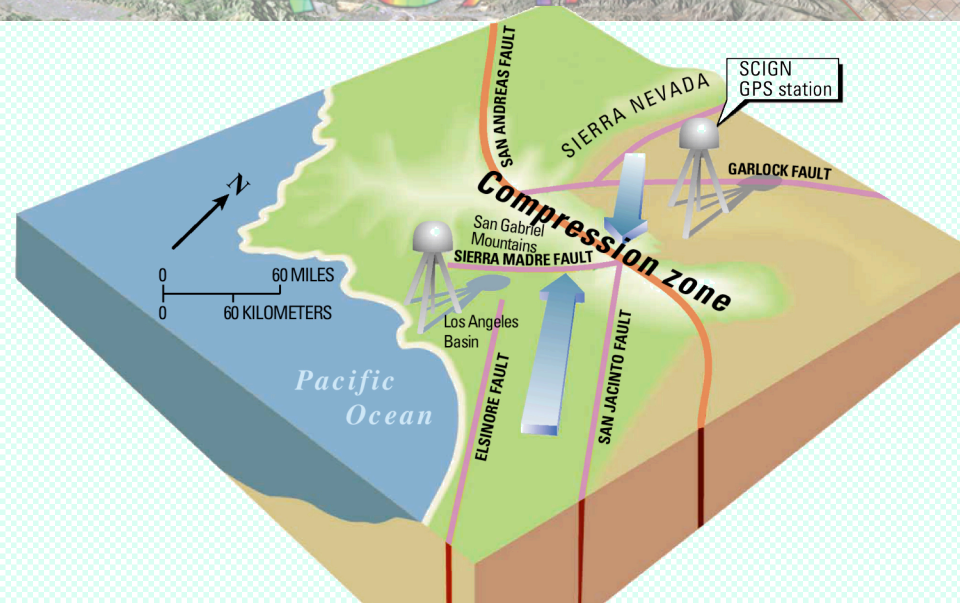 SAN ANDREAS FAULT
SIERRA NEVADA
SCIGN
GPS station
GARLOCK FAULT
Compression zone
San Gabriel
Mountains
SIERRA MADRE FAULT
N
0 60 MILES
0 60 KILOMETERS
Los Angeles
Basin
Pacific
Ocean
ELSINORE FAULT
SAN JACINTO FAULT